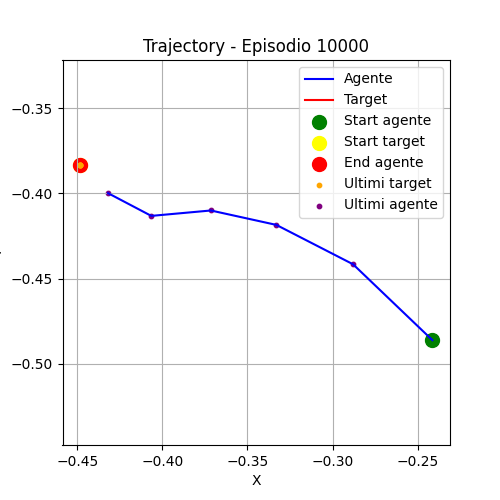 Trajectory - Episodio 10000
Agente
Target
Start agente
Start target
End agente
Ultimi target
Ultimi agente
−0.35
−0.40
−0.45
−0.50
−0.45
−0.40
−0.35
−0.30
−0.25
X